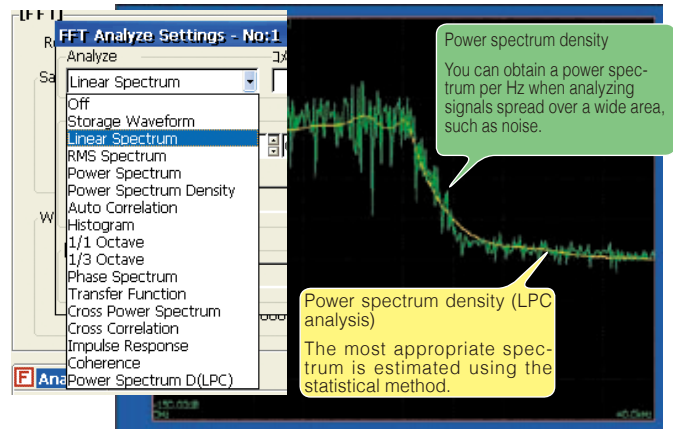 [FFT]
FFT Analyze Settings - No:1
Analyze
Linear Spectrum
Off
Storage Waveform
Linear Spectrum
RMS Spectrum
Power Spectrum
Power Spectrum Density
Auto Correlation
Histogram
1/1 Octave
1/3 Octave
Phase Spectrum
Transfer Function
Cross Power Spectrum
Cross Correlation
Impulse Response
Coherence
Power Spectrum D(LPC)
Sa
W
F Ana
Power spectrum density
You can obtain a power spec-
trum per Hz when analyzing
signals spread over a wide area,
such as noise.
Power spectrum density (LPC
analysis)
The most appropriate spec-
trum is estimated using the
statistical method.